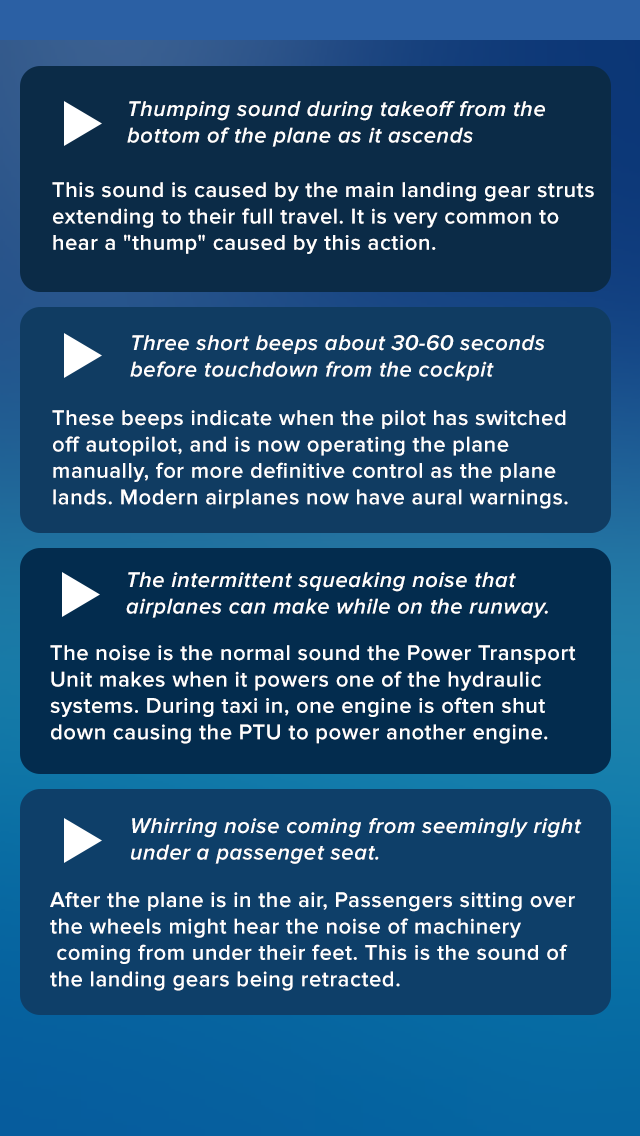 Thumping sound during takeoff from the
bottom of the plane as it ascends
This sound is caused by the main landing gear struts
extending to their full travel. It is very common to
hear a "thump" caused by this action.
Three short beeps about 30-60 seconds
before touchdown from the cockpit
These beeps indicate when the pilot has switched
off autopilot, and is now operating the plane
manually, for more definitive control as the plane
lands. Modern airplanes now have aural warnings.
The intermittent squeaking noise that
airplanes can make while on the runway.
The noise is the normal sound the Power Transport
Unit makes when it powers one of the hydraulic
systems. During taxi in, one engine is often shut
down causing the PTU to power another engine.
Whirring noise coming from seemingly right
under a passenget seat.
After the plane is in the air, Passengers sitting over
the wheels might hear the noise of machinery
coming from under their feet. This is the sound of
the landing gears being retracted.